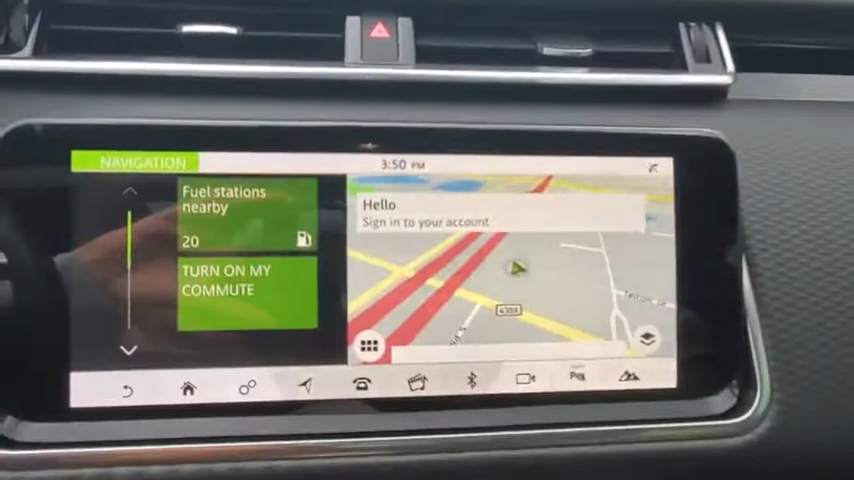 NAVIGATION
3:50 PM
Fuel stations
nearby
20
TURN ON MY
COMMUTE
Hello
Sign in to your account